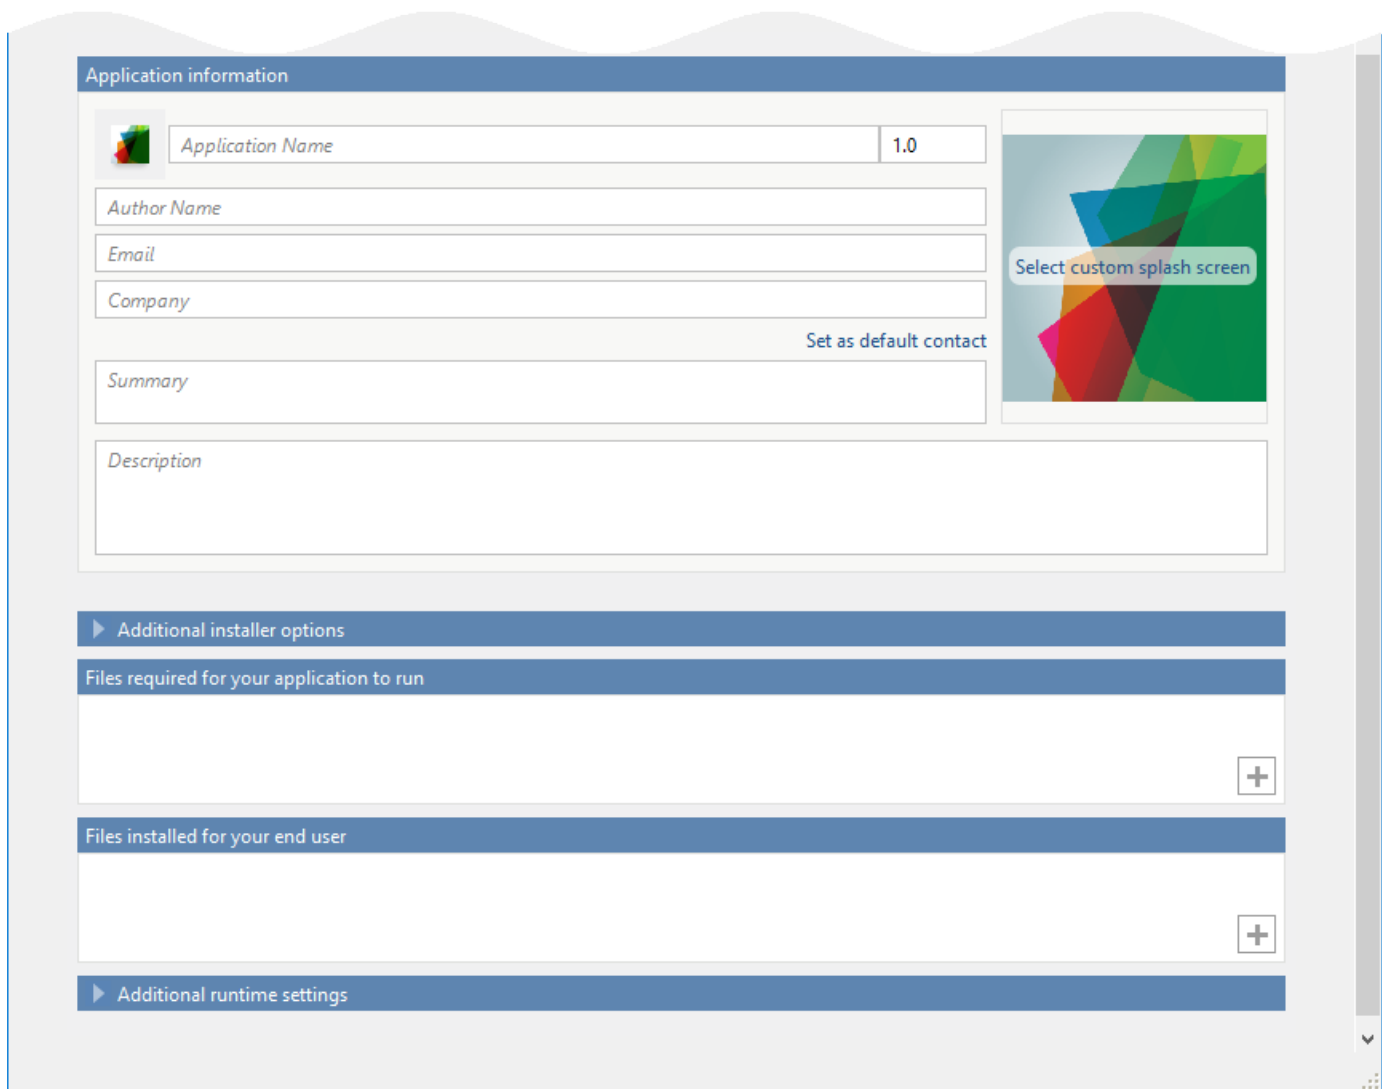 Application information
Application Name
1.0
Author Name
Email
Company
Set as default contact
Select custom splash screen
Summary
Description
Additional installer options
Files required for your application to run
Files installed for your end user
Additional runtime settings